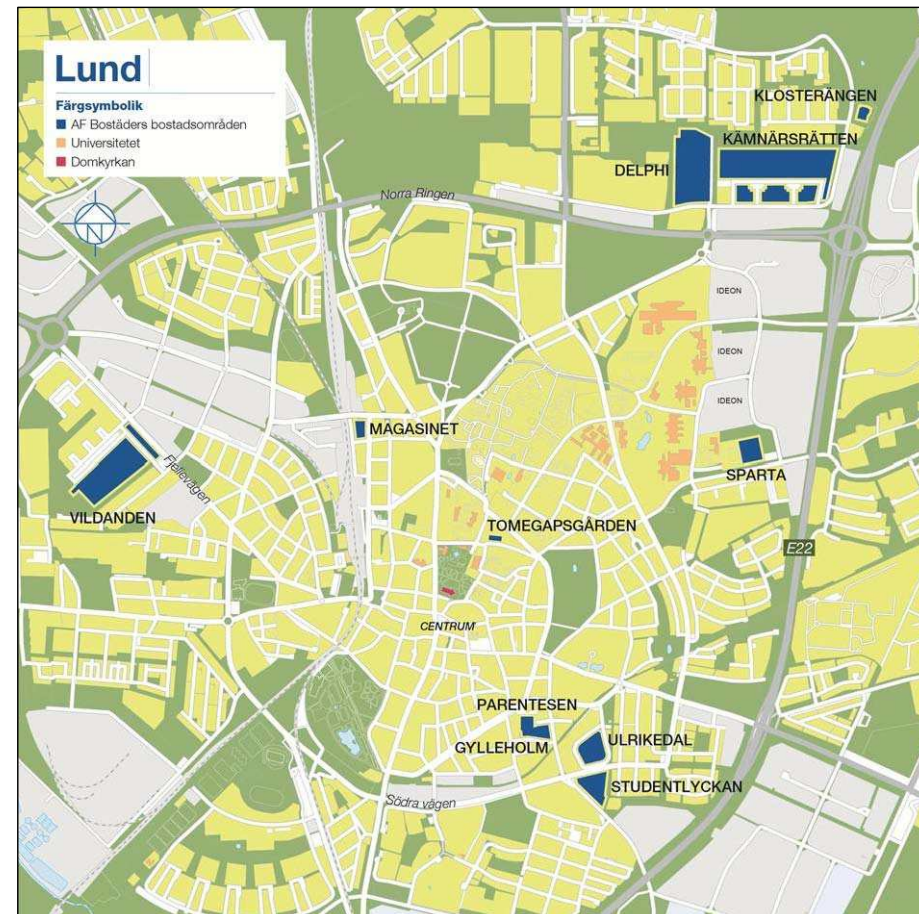 Lund
Färgsymbolik
AF Bostäders bostadsområden
Universitetet
Domkyrkan
N
KLOSTERÄNGEN
KÄMNÄRSRÄTTEN
DELPHI
Norra Ringen
IDEON
IDEON
IDEON
MAGASINET
Fjelievägen
SPARTA
VILDANDEN
TOMEGAPSGÅRDEN
E22
CENTRUM
PARENTESEN
GYLLEHOLM
ULRIKEDAL
STUDENTLYCKAN
Södra vägen